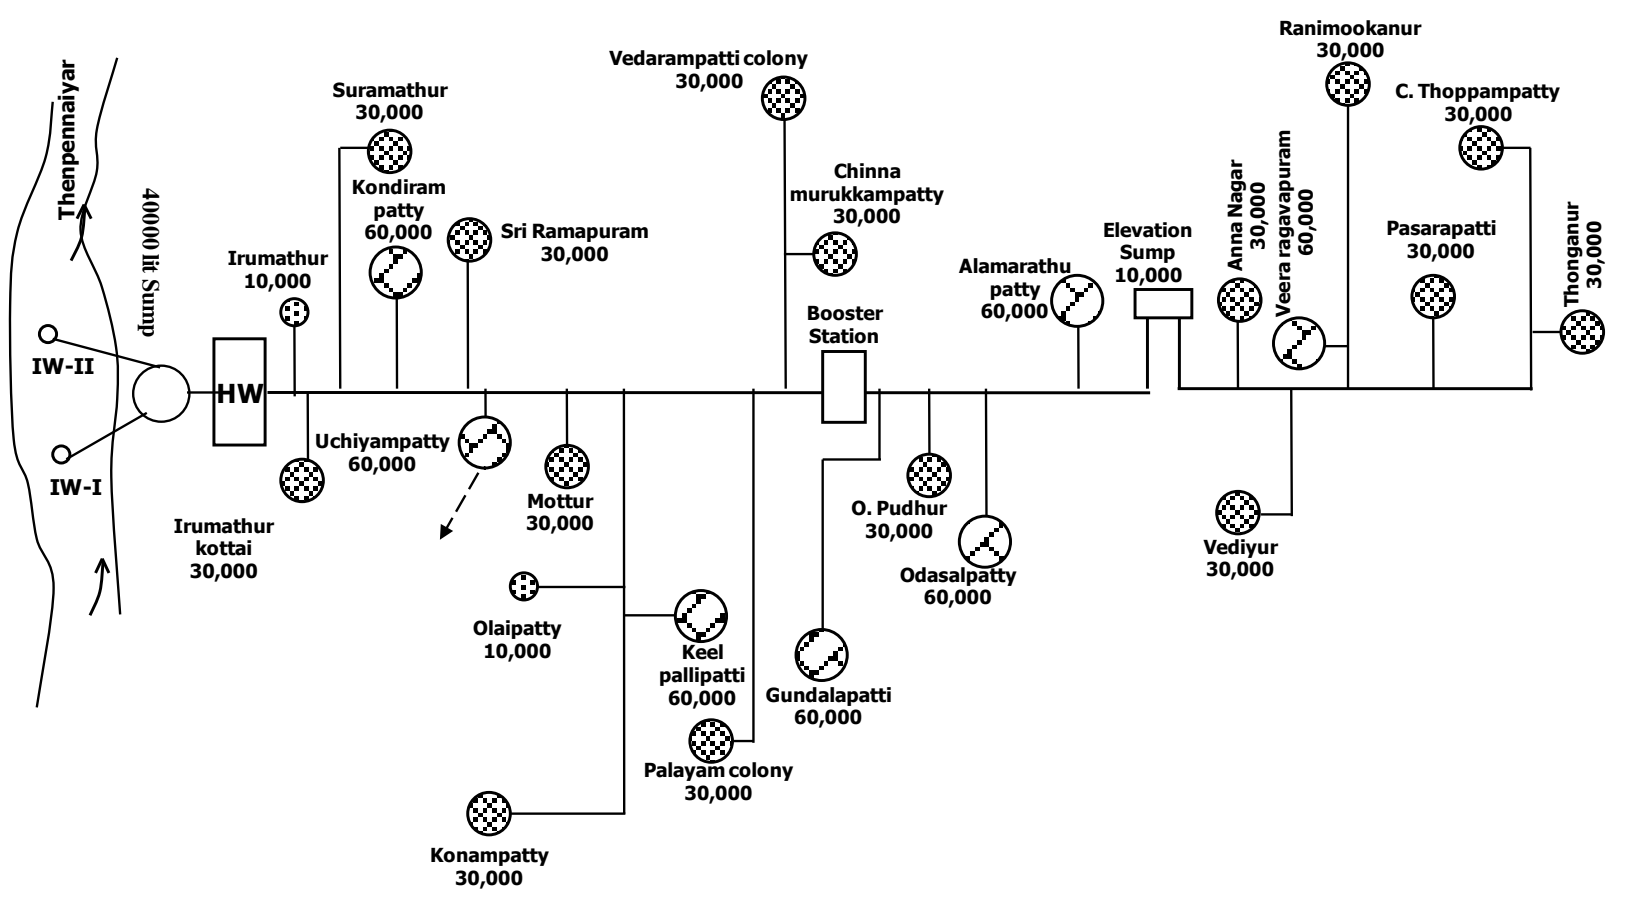 Thenpennaiyar
40000 lit Sump
IW-II
IW-I
HW
Irumathur
10,000
Irumathur
kottai
30,000
Suramathur
30,000
Kondiram
patty
60,000
Sri Ramapuram
30,000
Uchiyampatty
60,000
Mottur
30,000
Olaipatty
10,000
Keel
pallipatti
60,000
Konampatty
30,000
Palayam colony
30,000
Vedarampatti colony
30,000
Chinna
murukkampatty
30,000
Booster
Station
Gundalapatti
60,000
O. Pudhur
30,000
Odasalpatty
60,000
Alamarathu
patty
60,000
Elevation
Sump
10,000
Anna Nagar
30,000
Veera ragavapuram
60,000
Vediyur
30,000
Ranimookanur
30,000
Pasarapatti
30,000
C. Thoppampatty
30,000
Thonganur
30,000